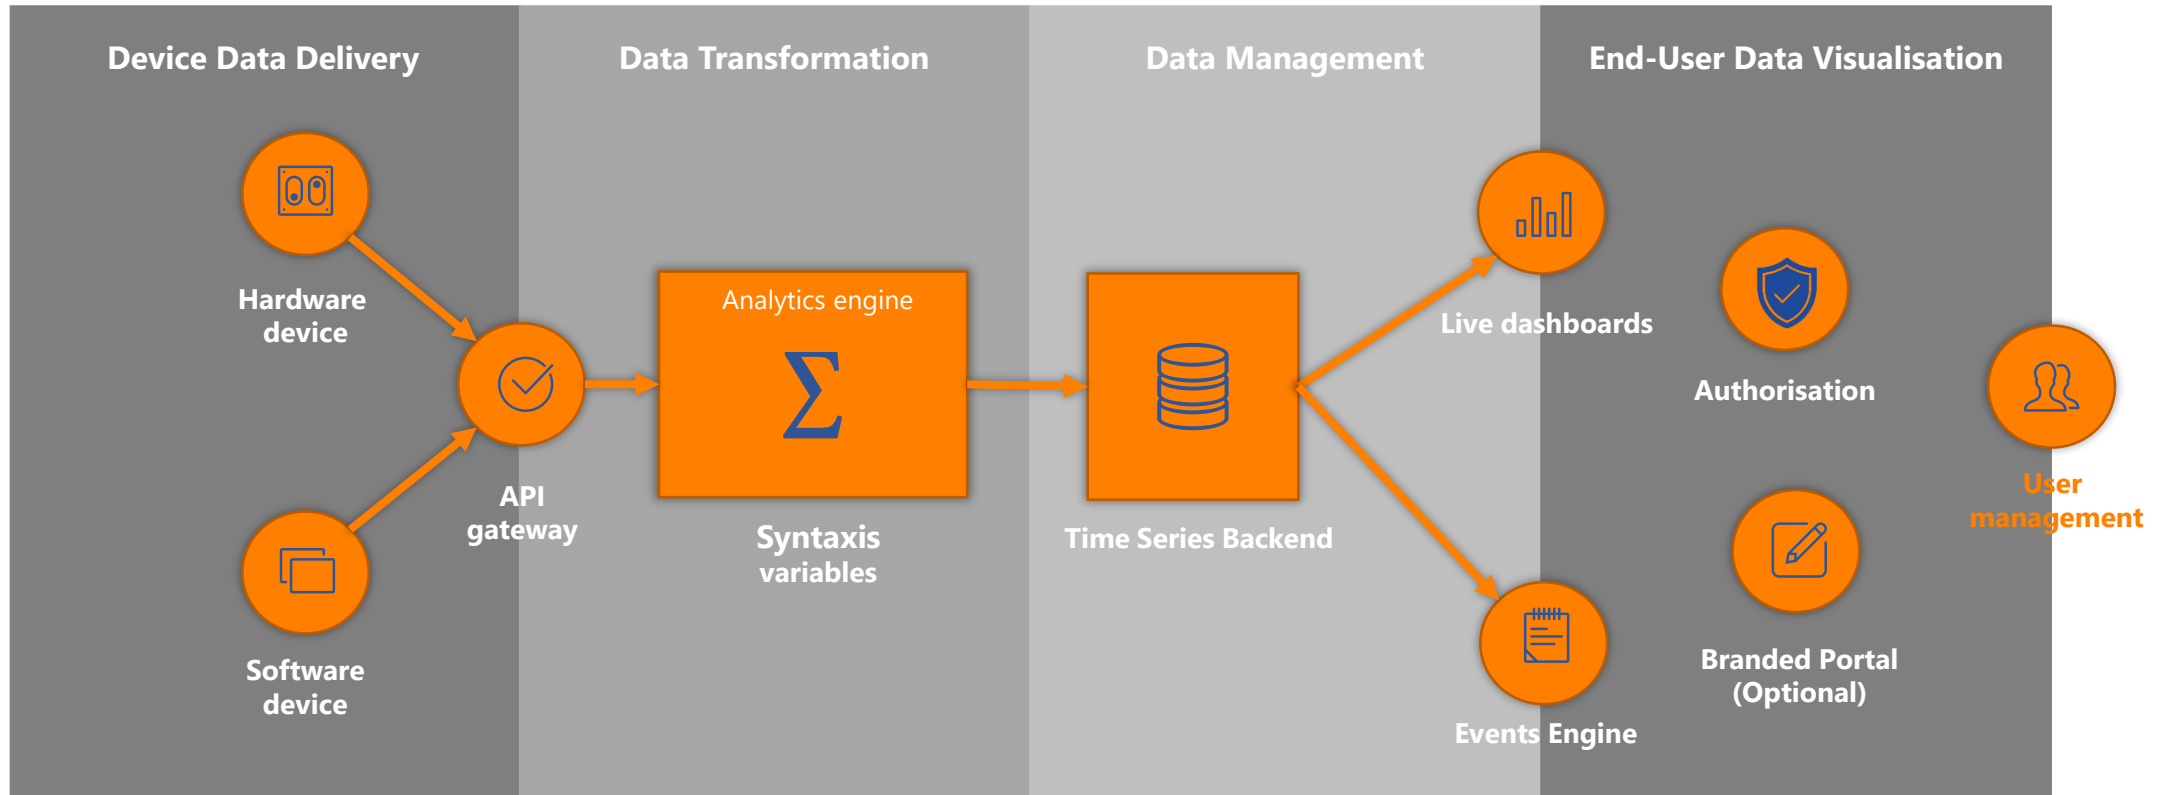 Device Data Delivery
Data Transformation
Data Management
End-User Data Visualisation
Hardware
device
Software
device
API
gateway
Analytics engine
Σ
Syntaxis
variables
Time Series Backend
Live dashboards
Events Engine
Authorisation
Branded Portal
(Optional)
User
management